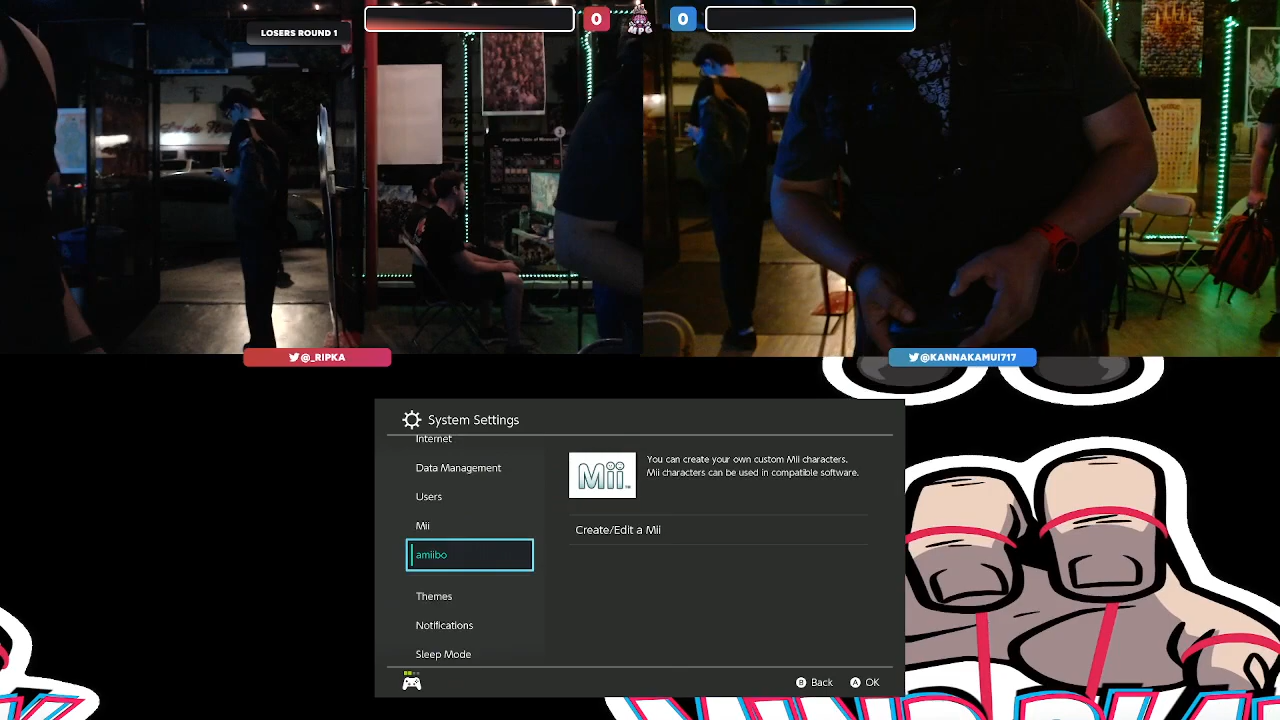 LOSERS ROUND 1
0
0
MPG
@_RIPKA
@KANNAKAMUI717
System Settings
Internet
Data Management
Users
Mii
amiibo
Themes
Notifications
Sleep Mode
Mii
You can create your own custom Mii characters.
Mii characters can be used in compatible software.
Create/Edit a Mii
B Back
A OK